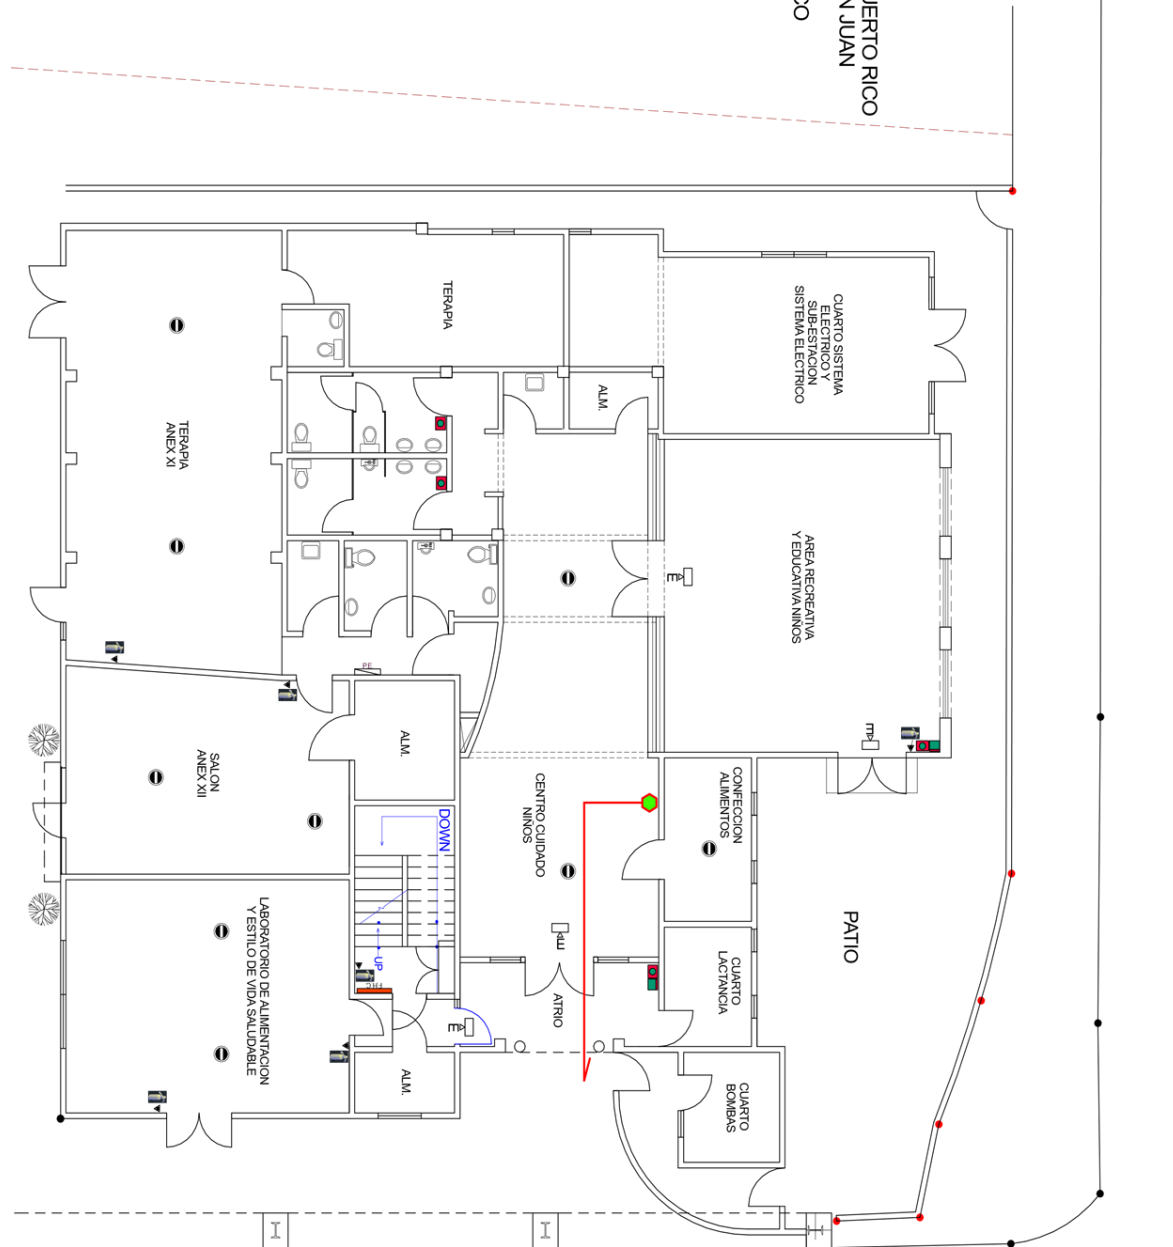 CO
UERTO RICO
N JUAN
CUARTO SISTEMA
ELECTRICO Y
SUB-ESTACION
SISTEMA ELECTRICO
TERAPIA
ALM.
TERAPIA
ANEX XI
AREA RECREATIVA
Y EDUCATIVA NIÑOS
E
E
P.E.
SALON
ANEX XII
ALM.
DOWN
UP
CENTRO CUIDADO
NIÑOS
E
CONFECCION
ALIMENTOS
PATIO
LABORATORIO DE ALIMENTACION
Y ESTILO DE VIDA SALUDABLE
FHC
E
ATRIO
CUARTO
LACTANCIA
ALM.
CUARTO
BOMBAS
H
H
H